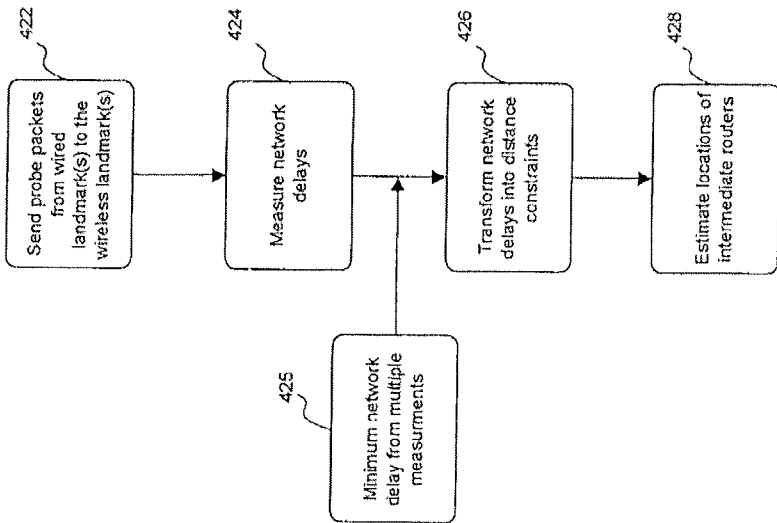 422
Send probe packets
from wired
landmark(s) to the
wireless landmark(s)
424
Measure network
delays
425
Minimum network
delay from multiple
measurments
426
Transform network
delays into distance
constraints
428
Estimate locations of
intermediate routers